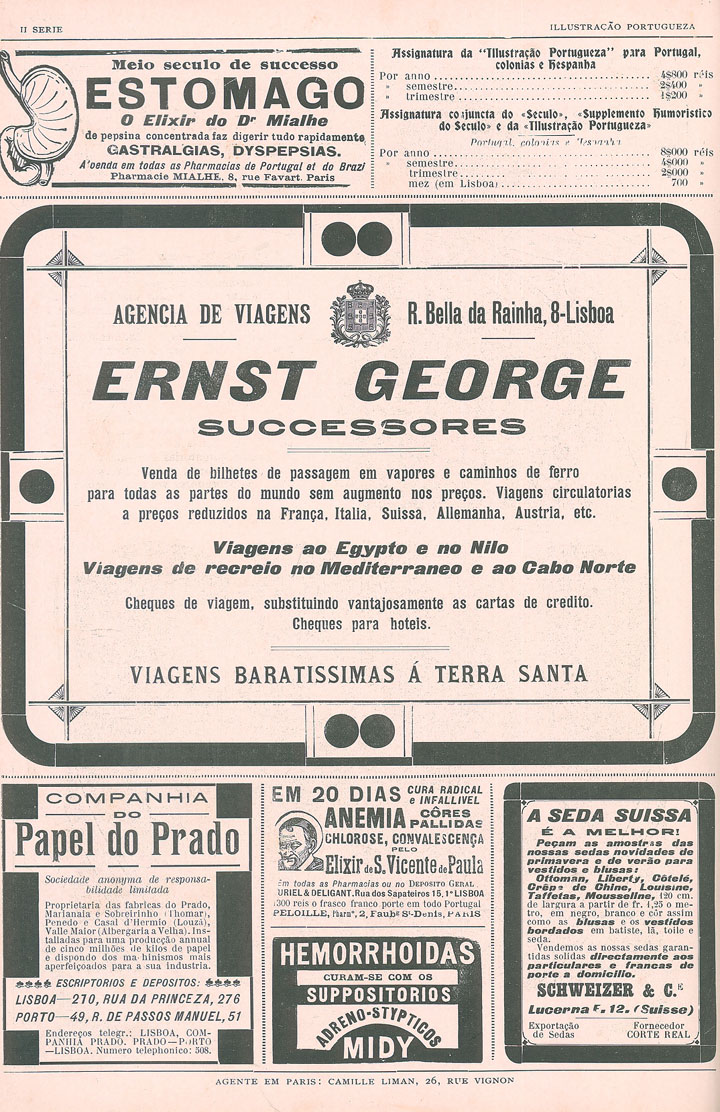 II SERIE
ILLUSTRAÇÃO PORTUGUEZA
Meio seculo de successo
ESTOMAGO
O Elixir do Dr Mialhe
de pepsina concentrada faz digerir tudo rapidamente
GASTRALGIAS, DYSPEPSIAS.
A'venda em todas as Pharmacias de Portugal et do Brazl
Pharmacie MIALHE, 8, rue Favart, Paris
Assignatura da "Illustração Portugueza" para Portugal,
colonias e Hespanha
Por anno ........ 4$800 réis
" semestre........ 2$400 "
" trimestre ........ 1$200 "
Assignatura conjuncta do «Seculo», «Supplemento Humoristico
do Seculo» e da «Illustração Portugueza»
Portugal, colonias e Hespanha
Por anno ........ 8$000 réis
" semestre........ 4$000 "
trimestre........ 2$000 "
mez (em Lisboa)........ 700 "
AGENCIA DE VIAGENS
R. Bella da Rainha, 8-Lisboa
ERNST GEORGE
SUCCESSORES
Venda de bilhetes de passagem em vapores e caminhos de ferro
para todas as partes do mundo sem augmento nos preços. Viagens circulatorias
a preços reduzidos na França, Italia, Suissa, Allemanha, Austria, etc.
Viagens ao Egypto e no Nilo
Viagens de recreio no Mediterraneo e ao Cabo Norte
Cheques de viagem, substituindo vantajosamente as cartas de credito.
Cheques para hoteis.
VIAGENS BARATISSIMAS Á TERRA SANTA
COMPANHIA
DO
Papel do Prado
Sociedade anonyma de responsa-
bilidade limitada
Proprietaria das fabricas do Prado,
Marianaia e Sobreirinho (Thomar),
Penedo e Casal d'Hermio (Louzã),
Valle Maior (Albergaria a Velha). Ins-
talladas para uma producção annual
de cinco milhões de kilos de papel
e dispondo dos machinismos mais
aperfeiçoados para a sua industria.
ESCRIPTORIOS E DEPOSITOS:
LISBOA—270, RUA DA PRINCEZA, 276
PORTO—49, R. DE PASSOS MANUEL, 51
Endereços telegr.: LISBOA, COM-
PANHIA PRADO. PRADO—PORTO
—LISBOA. Numero telephonico: 508.
EM 20 DIAS CURA RADICAL
e INFALLIVEL
ANEMIA CÔRES
PALLIDAS
CHLOROSE, CONVALESCENÇA
PELO
Elixir de S. Vicente de Paula
Em todas as Pharmacias ou no DEPOSITO GERAL
URIEL & DELIGANT, Rua dos Sapateiros 15, 1º LISBOA
1300 reis o frasco franco porte em todo Portugal
PELOILLE, Pharmen, 2, Faubg St-Denis, PARIS
HEMORRHOIDAS
CURAM-SE COM OS
SUPPOSITORIOS
ADRENO-STYPTICOS
MIDY
A SEDA SUISSA
É A MELHOR!
Peçam as amostras das
nossas sedas novidades de
primavera e de verão para
vestidos e blusas:
Ottoman, Liberty, Côtelé,
Crêpe de Chine, Louisine,
Taffetas, Mousseline, 120 cm.
de largura a partir de fr. 1,25 o me-
tro, em negro, branco e côr assim
como as blusas e os vestidos
bordados em batiste, lã, toile e
seda.
Vendemos as nossas sedas garan-
tidas solidas directamente aos
particulares e francas de
porte a domicilio.
SCHWEIZER & C.E
Lucerna E. 12. (Suisse)
Exportação
de Sedas
Fornecedor
CORTE REAL
AGENTE EM PARIS: CAMILLE LIMAN, 26, RUE VIGNON